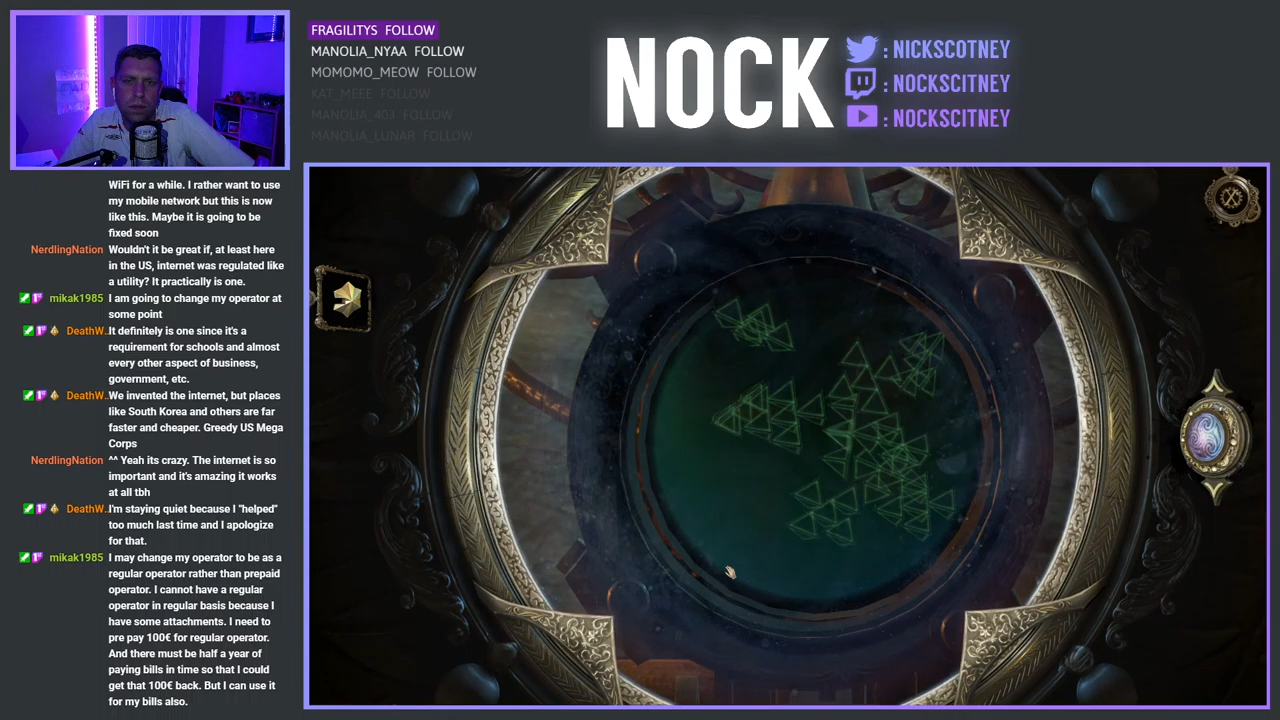 FRAGILITYS FOLLOW
MANOLIA_NYAA FOLLOW
MOMOMO_MEOW FOLLOW
KAT_MEEE FOLLOW
MANOLIA_403 FOLLOW
MANOLIA_LUNAR FOLLOW
NOCK
: NICKSCOTNEY
: NOCKSCITNEY
: NOCKSCITNEY
WiFi for a while. I rather want to use
my mobile network but this is now
like this. Maybe it is going to be
fixed soon
NerdlingNation Wouldn't it be great if, at least here
in the US, internet was regulated like
a utility? It practically is one.
mikak1985 I am going to change my operator at
some point
DeathW.. It definitely is one since it's a
requirement for schools and almost
every other aspect of business,
government, etc.
DeathW.. We invented the internet, but places
like South Korea and others are far
faster and cheaper. Greedy US Mega
Corps
NerdlingNation ^^ Yeah its crazy. The internet is so
important and it's amazing it works
at all tbh
DeathW.. I'm staying quiet because I "helped"
too much last time and I apologize
for that.
mikak1985 I may change my operator to be as a
regular operator rather than prepaid
operator. I cannot have a regular
operator in regular basis because I
have some attachments. I need to
pre pay 100€ for regular operator.
And there must be half a year of
paying bills in time so that I could
get that 100€ back. But I can use it
for my bills also.